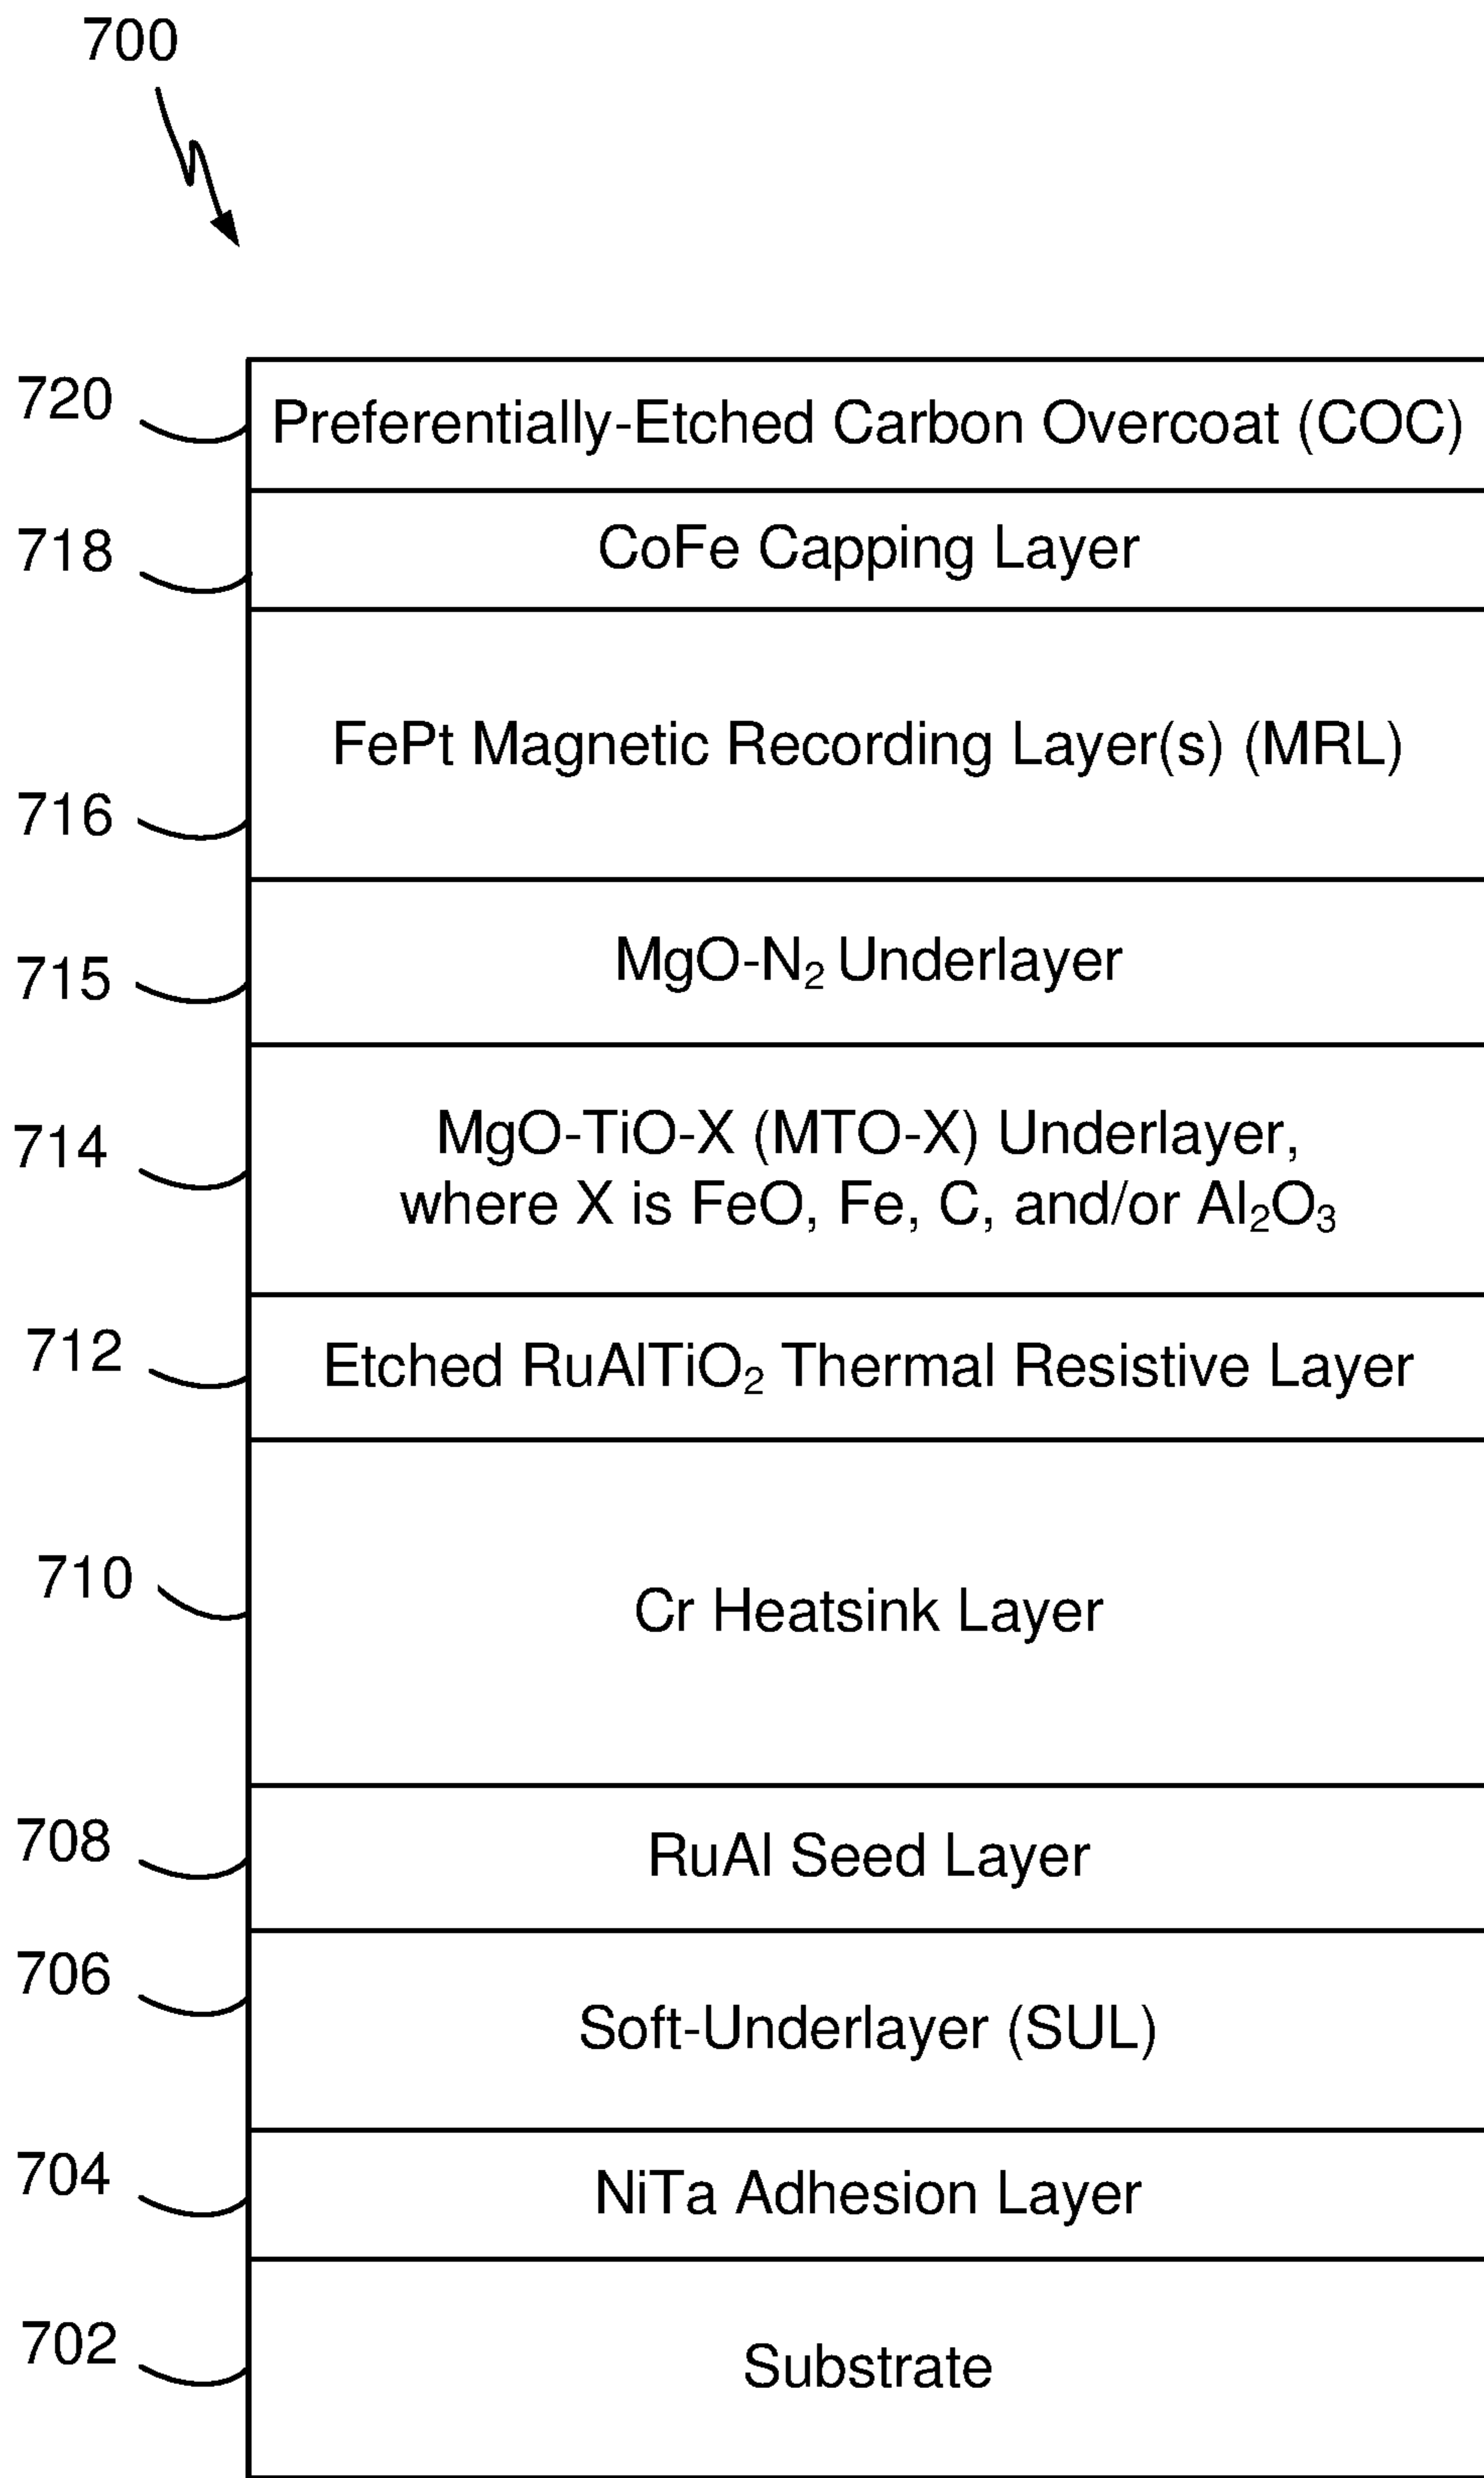 700
720
Preferentially-Etched Carbon Overcoat (COC)
718
CoFe Capping Layer
FePt Magnetic Recording Layer(s) (MRL)
716
MgO-N₂ Underlayer
715
MgO-TiO-X (MTO-X) Underlayer,
714
where X is FeO, Fe, C, and/or Al₂O₃
712
Etched RuAlTiO₂ Thermal Resistive Layer
710
Cr Heatsink Layer
708
RuAl Seed Layer
706
Soft-Underlayer (SUL)
704
NiTa Adhesion Layer
702
Substrate